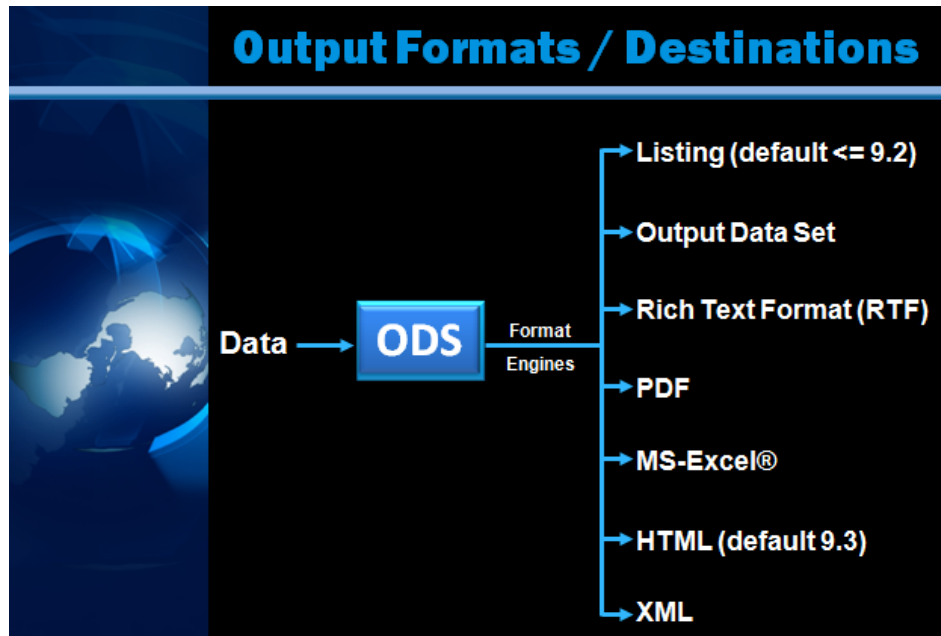 Output Formats / Destinations
Listing (default <= 9.2)
Output Data Set
Rich Text Format (RTF)
Data
ODS
Format
Engines
PDF
MS-Excel®
HTML (default 9.3)
XML